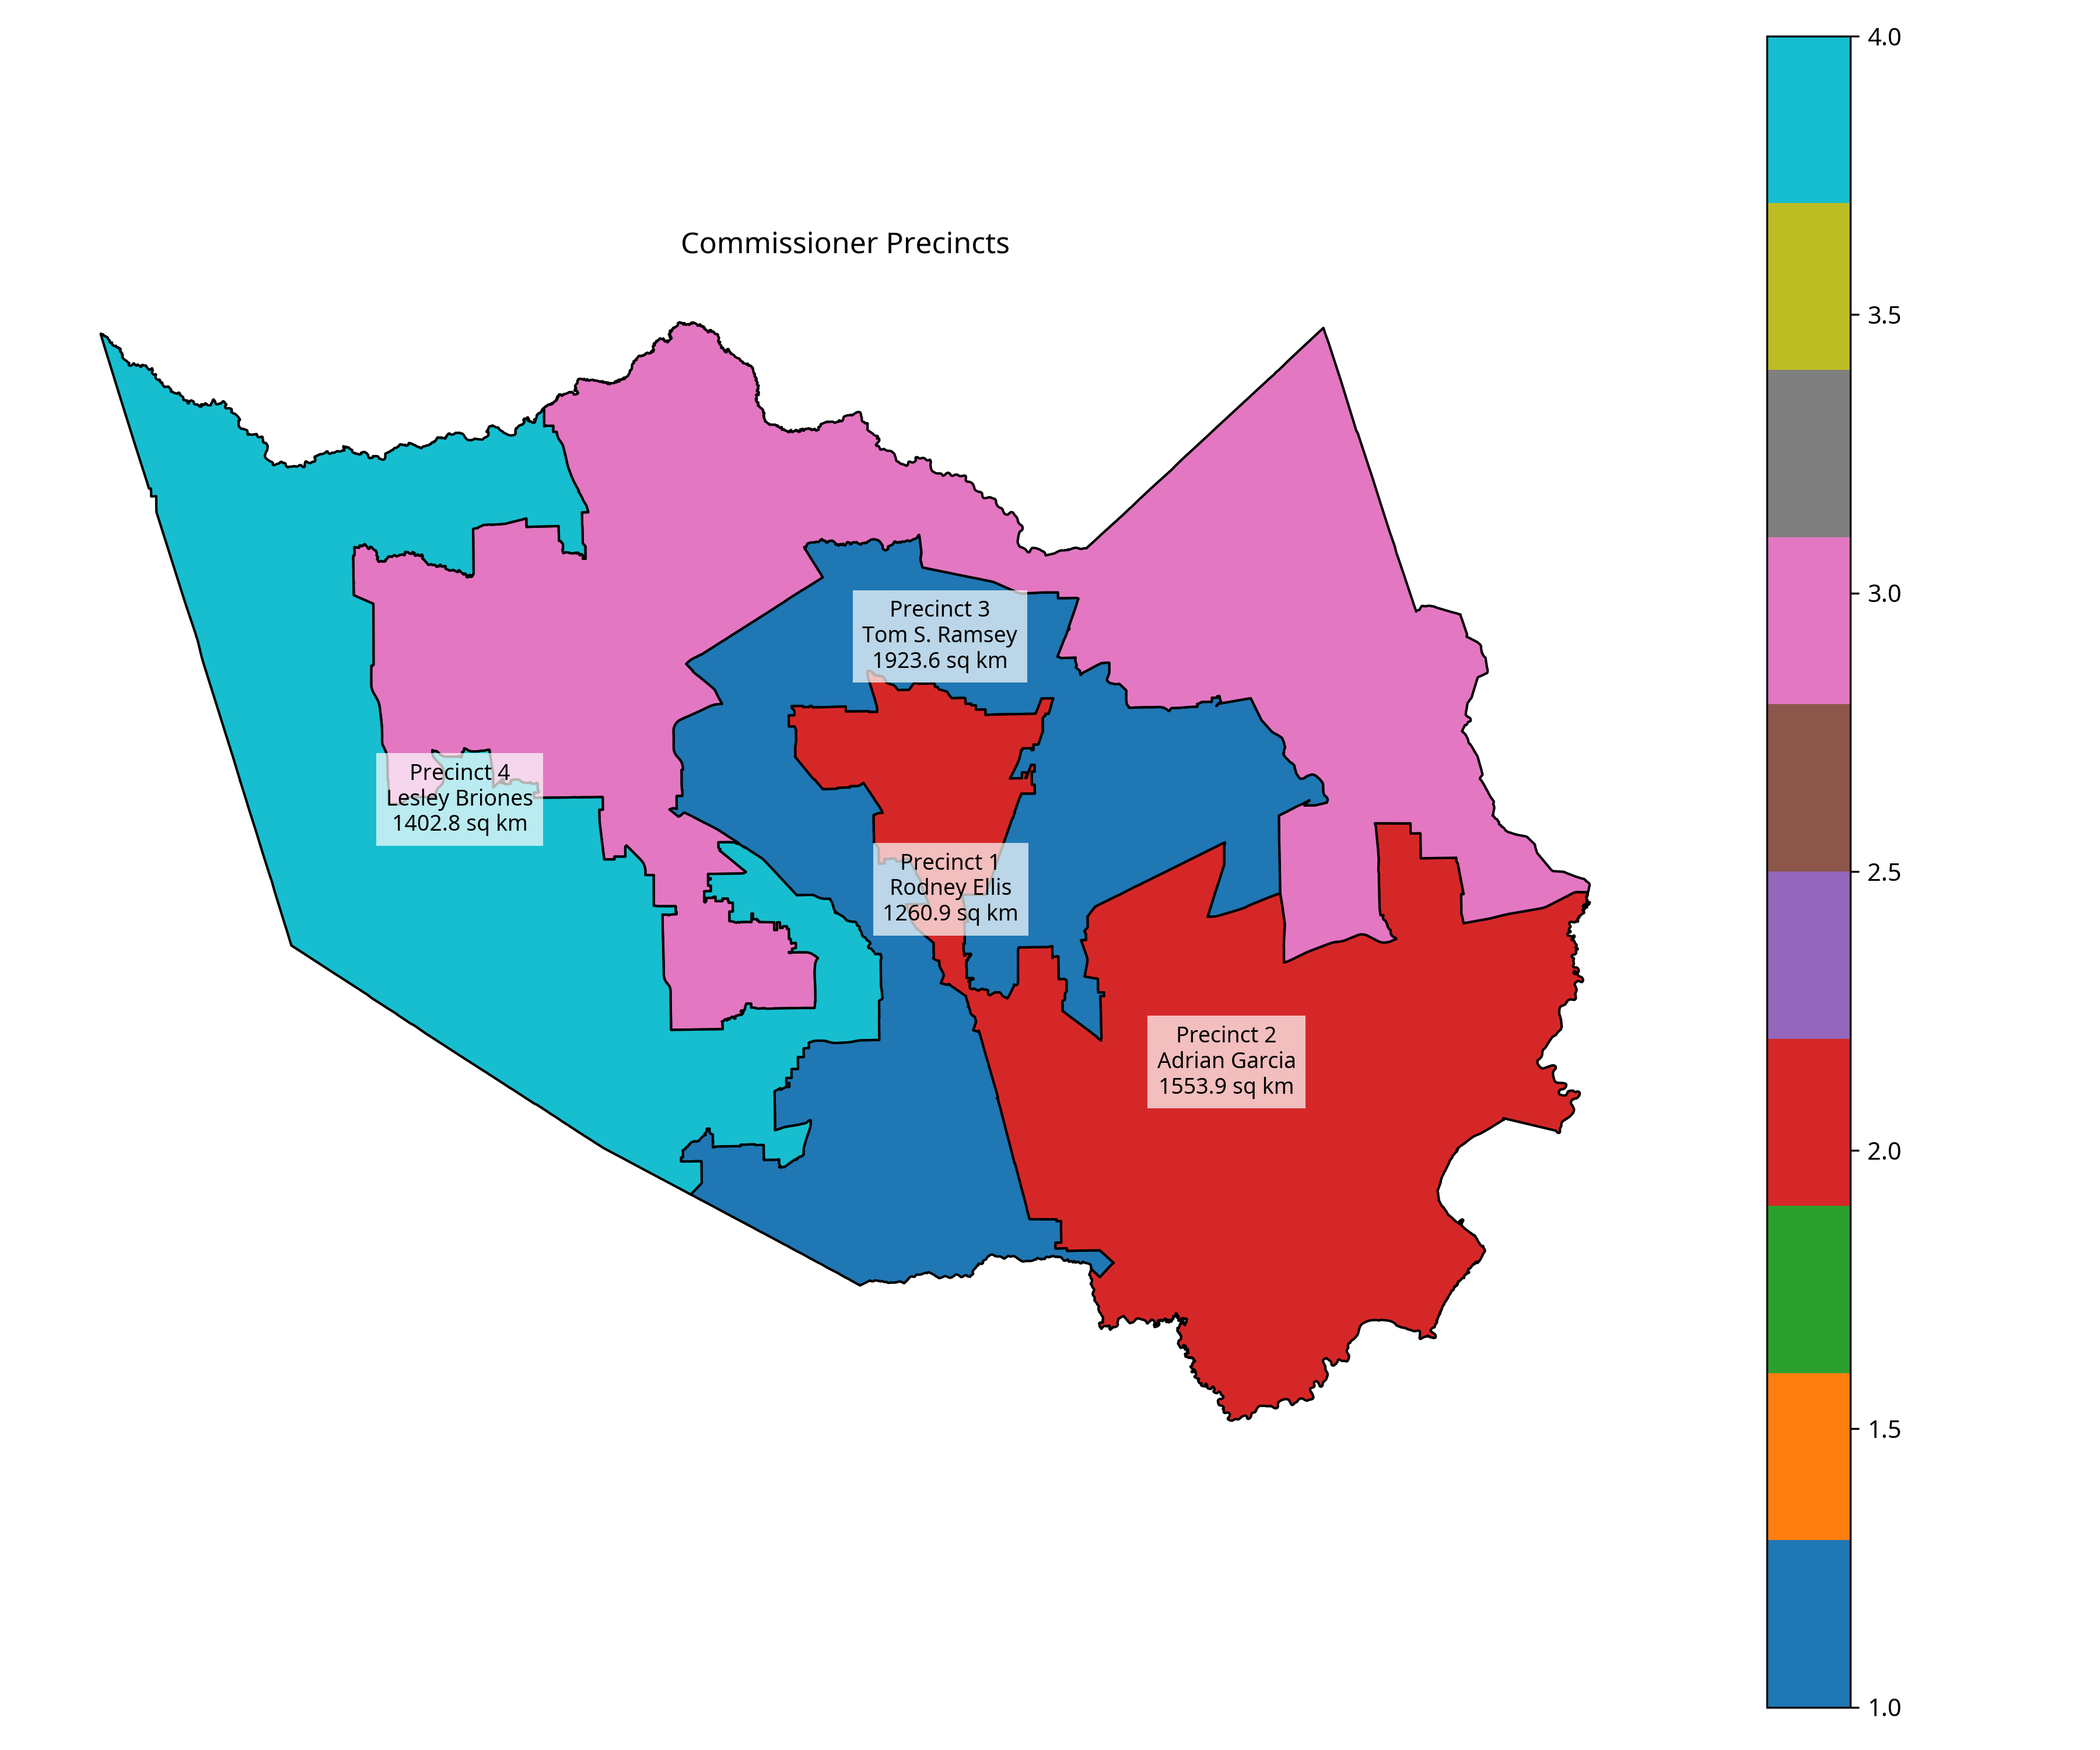 Commissioner Precincts
Precinct 3
Tom S. Ramsey
1923.6 sq km
Precinct 4
Lesley Briones
1402.8 sq km
Precinct 1
Rodney Ellis
1260.9 sq km
Precinct 2
Adrian Garcia
1553.9 sq km
4.0
3.5
3.0
2.5
2.0
1.5
1.0